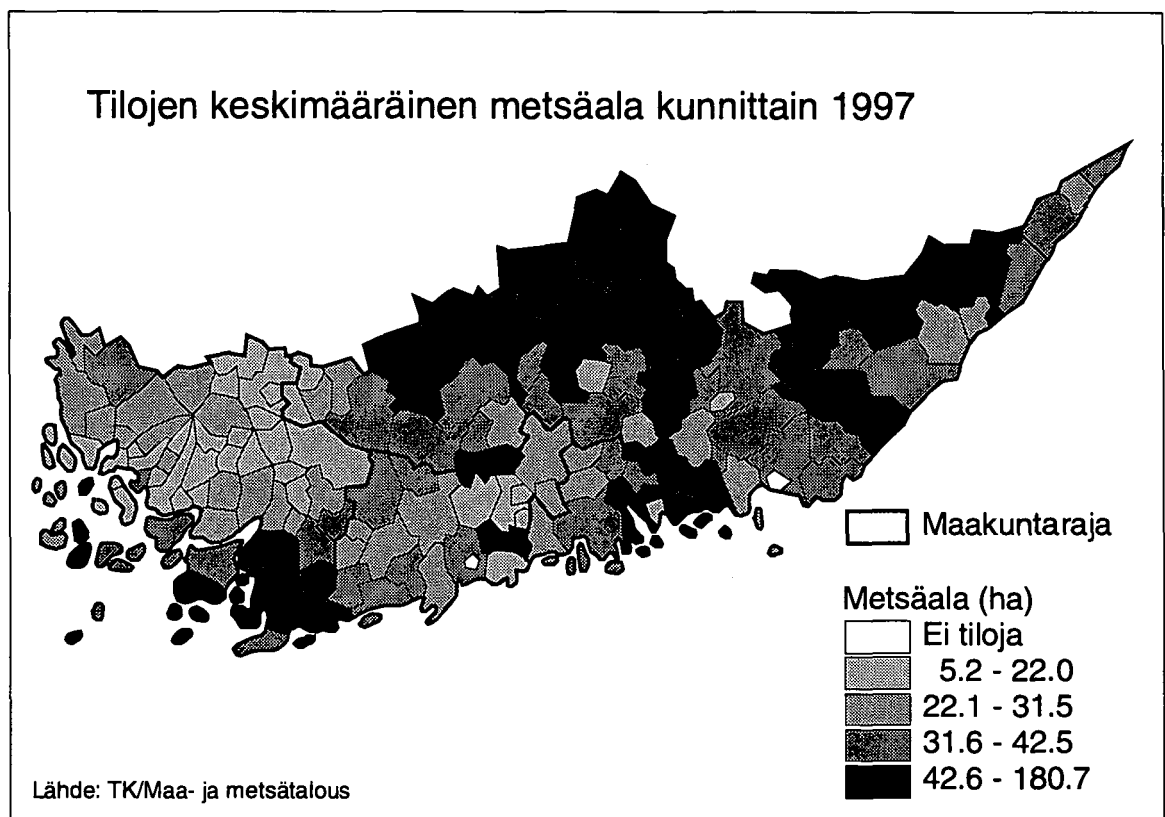 Tilojen keskimääräinen metsäala kunnittain 1997
Maakuntaraja
Metsäala (ha)
Ei tiloja
5.2 - 22.0
22.1 - 31.5
31.6 - 42.5
42.6 - 180.7
Lähde: TK/Maa- ja metsätalous